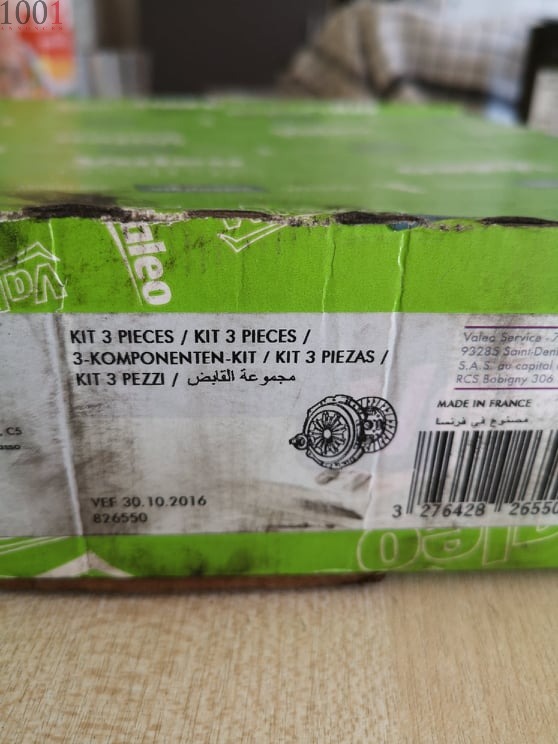 1001
Valeo
KIT 3 PIECES / KIT 3 PIECES /
3-KOMPONENTEN-KIT / KIT 3 PIEZAS /
KIT 3 PEZZI / مجموعة القابض
Valeo Service - 7
93285 Saint-Deni
S.A.S. au capital
RCS Bobigny 306
MADE IN FRANCE
مصنوع في فرنسا
, C5
VEF 30.10.2016
826550
3 276428 26550